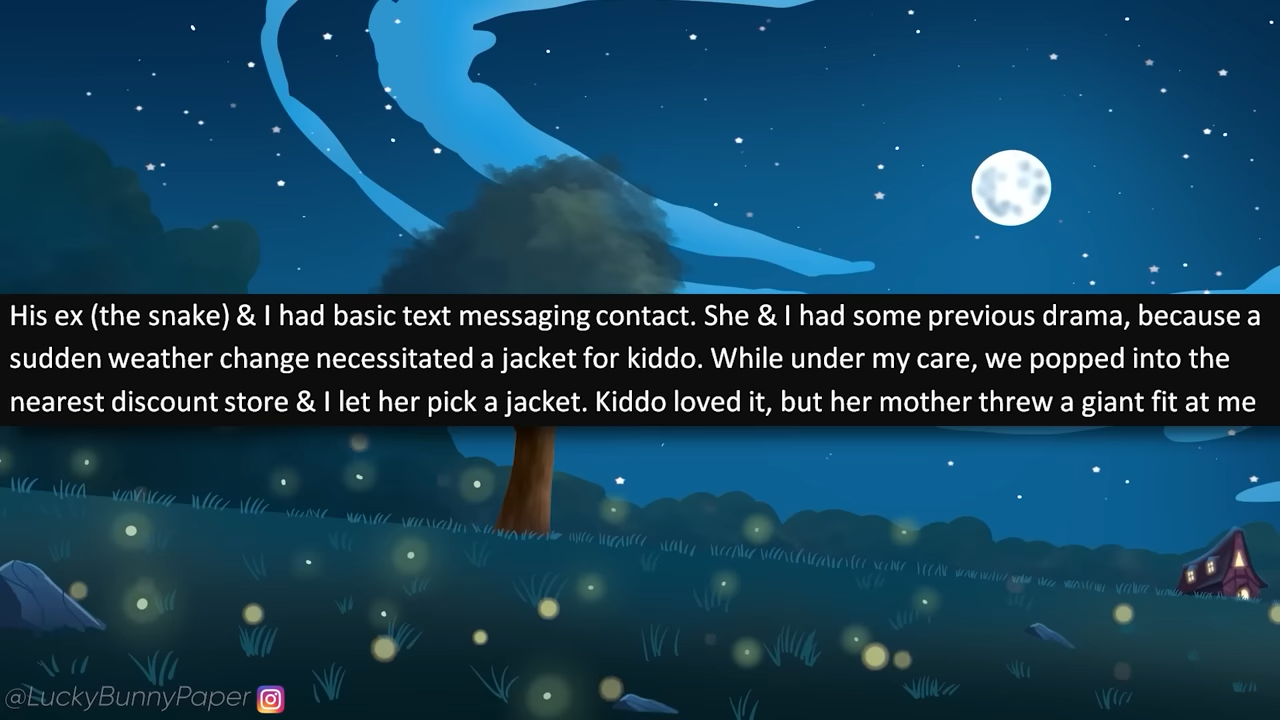 His ex (the snake) & I had basic text messaging contact. She & I had some previous drama, because a
sudden weather change necessitated a jacket for kiddo. While under my care, we popped into the
nearest discount store & I let her pick a jacket. Kiddo loved it, but her mother threw a giant fit at me
@LuckyBunnyPaper